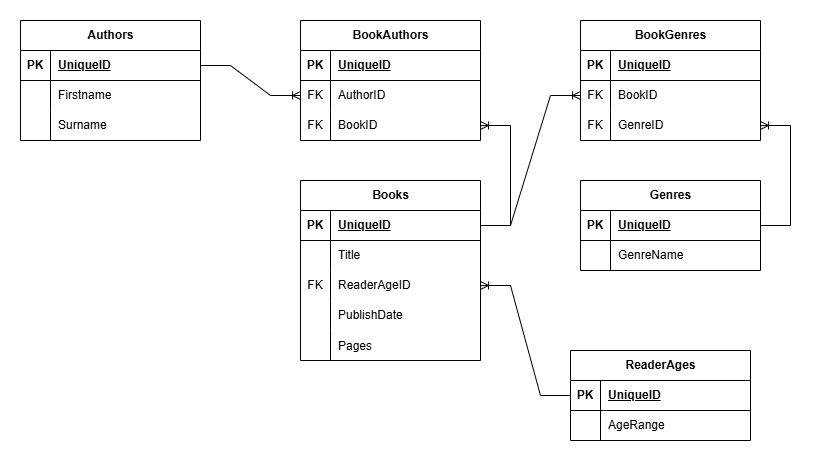 Authors
PK UniqueID
Firstname
Surname
BookAuthors
PK UniqueID
FK AuthorID
FK BookID
BookGenres
PK UniqueID
FK BookID
FK GenreID
Books
PK UniqueID
Title
FK ReaderAgeID
PublishDate
Pages
Genres
PK UniqueID
GenreName
ReaderAges
PK UniqueID
AgeRange